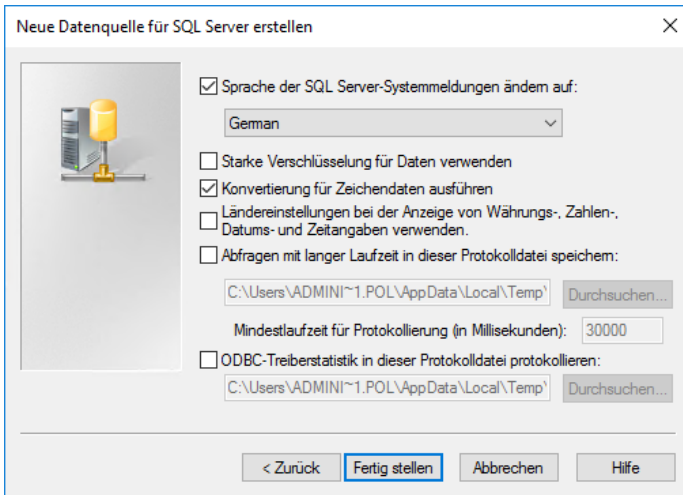 Neue Datenquelle für SQL Server erstellen
Sprache der SQL Server-Systemmeldungen ändern auf:
German
Starke Verschlüsselung für Daten verwenden
Konvertierung für Zeichendaten ausführen
Ländereinstellungen bei der Anzeige von Währungs-, Zahlen-,
Datums- und Zeitangaben verwenden.
Abfragen mit langer Laufzeit in dieser Protokolldatei speichern:
C:\Users\ADMINI~1.POL\AppData\Local\Temp\ Durchsuchen...
Mindestlaufzeit für Protokollierung (in Millisekunden): 30000
ODBC-Treiberstatistik in dieser Protokolldatei protokollieren:
C:\Users\ADMINI~1.POL\AppData\Local\Temp\ Durchsuchen...
< Zurück Fertig stellen Abbrechen Hilfe